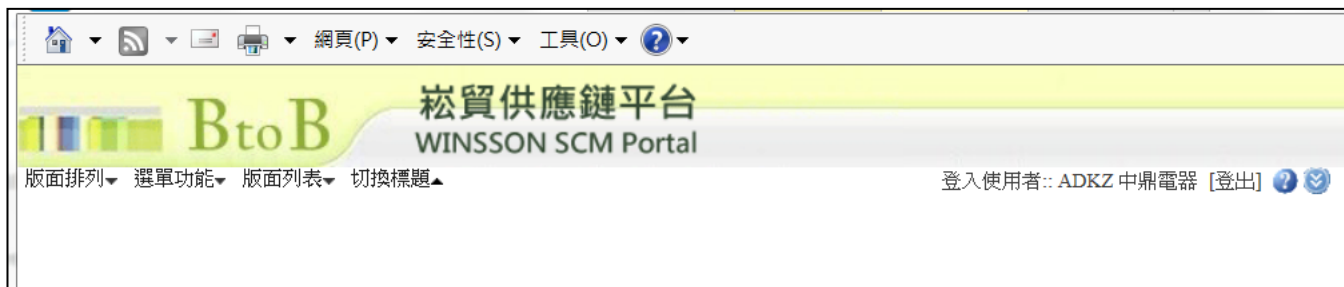 網頁(P) 安全性(S) 工具(O)
BtoB 崧貿供應鏈平台
WINSSON SCM Portal
版面排列 選單功能 版面列表 切換標題 登入使用者:: ADKZ 中鼎電器 [登出]